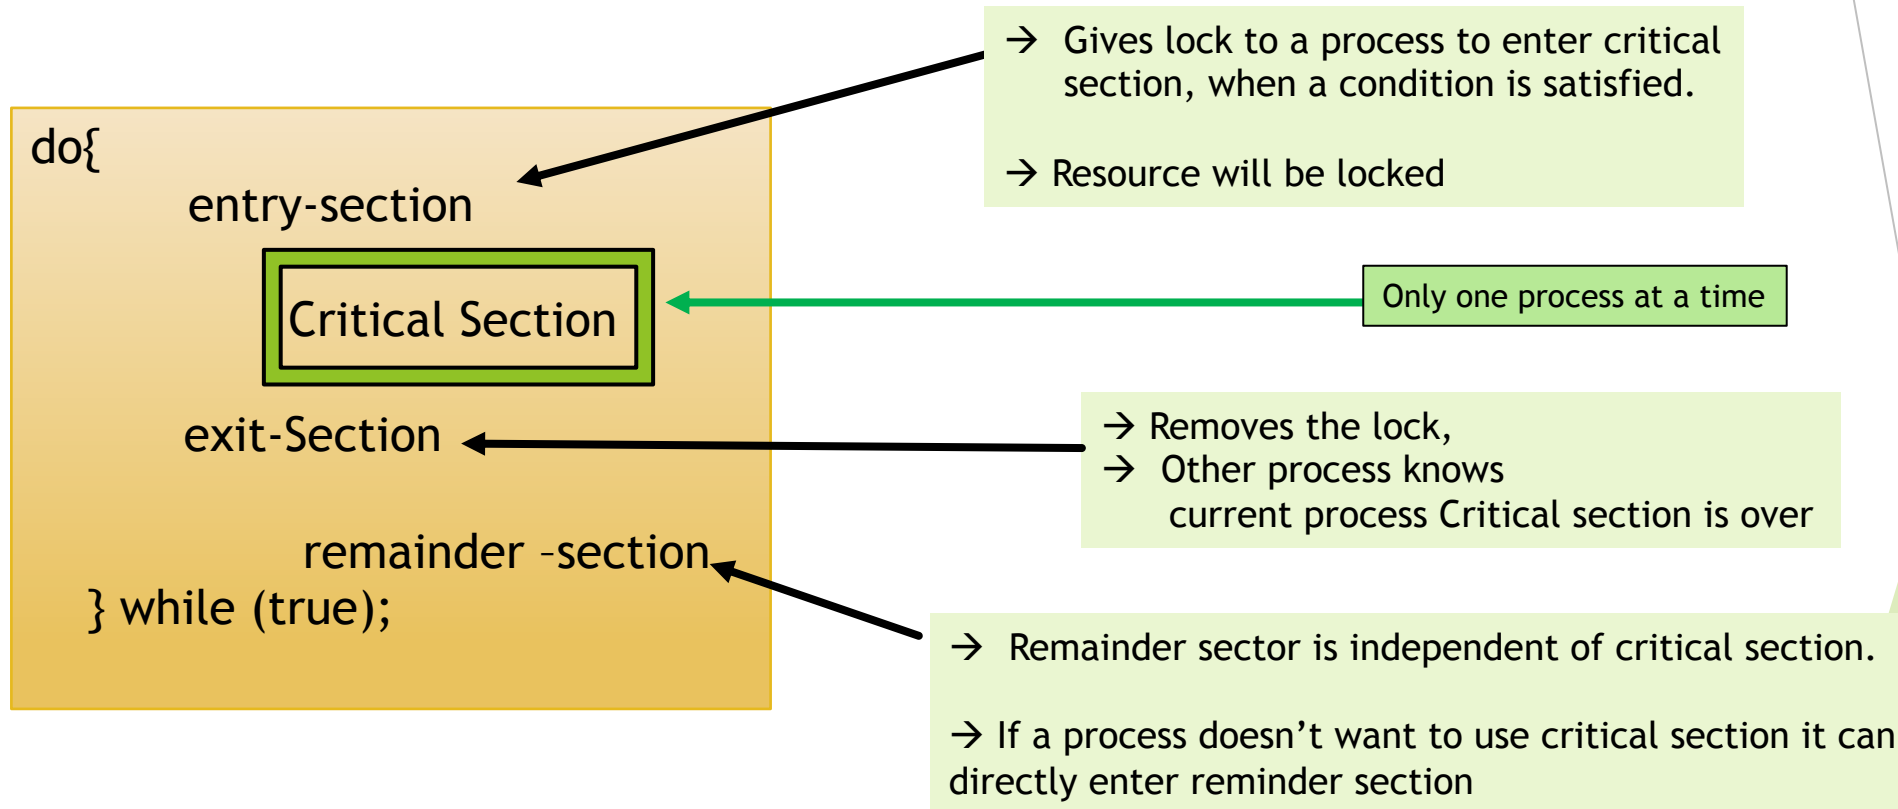 do{
entry-section
Critical Section
exit-Section
remainder –section
} while (true);
→ Gives lock to a process to enter critical
section, when a condition is satisfied.
→ Resource will be locked
Only one process at a time
→ Removes the lock,
→ Other process knows
current process Critical section is over
→ Remainder sector is independent of critical section.
→ If a process doesn’t want to use critical section it can
directly enter reminder section